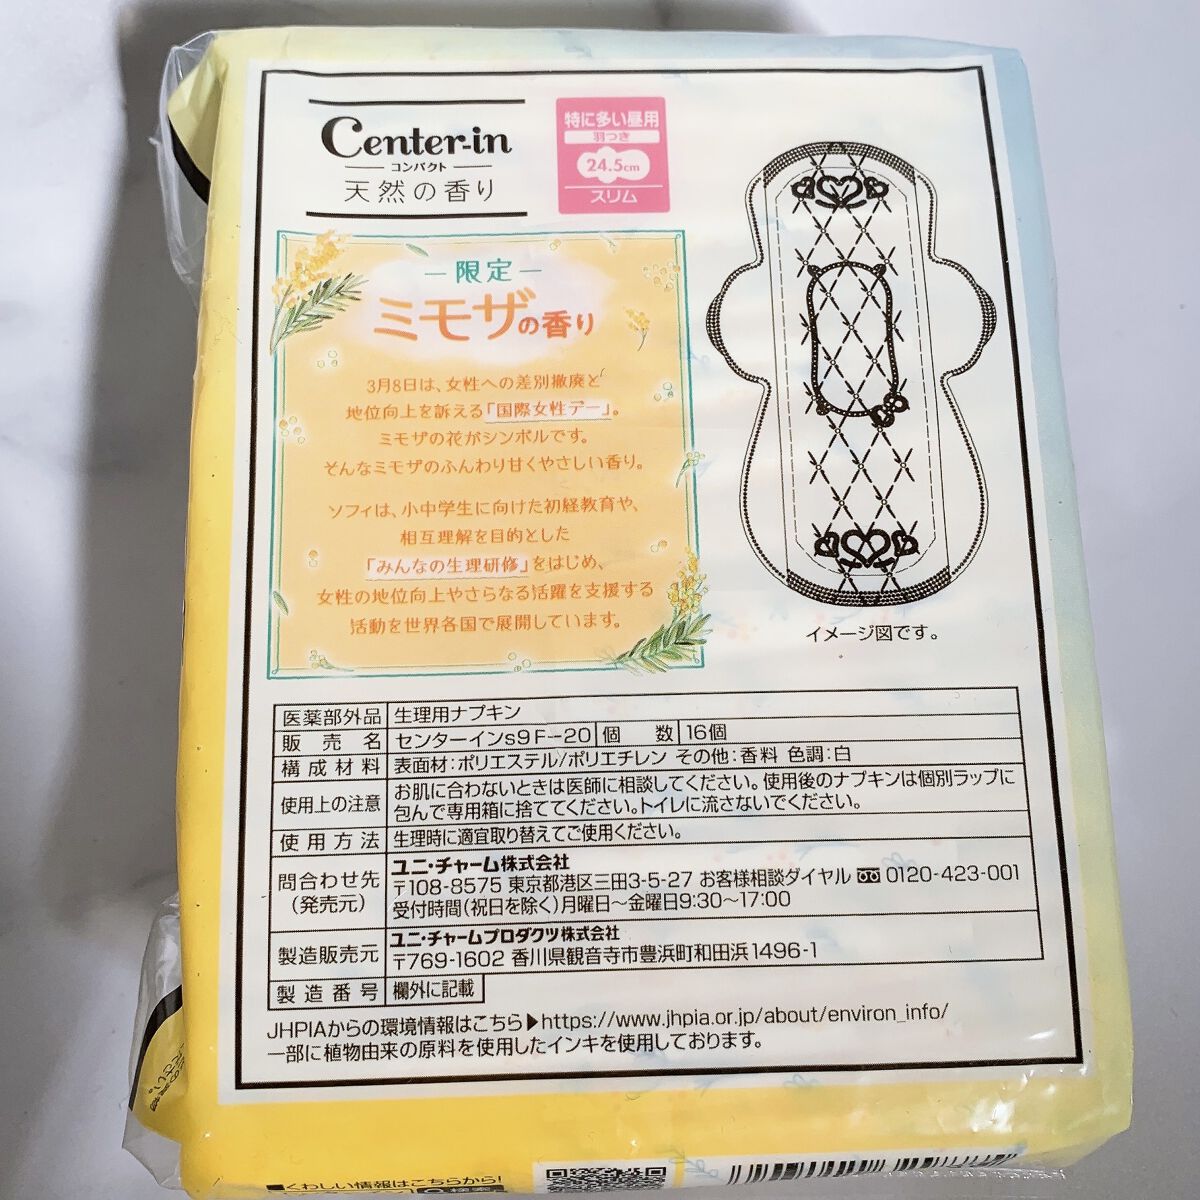 Center-in
コンパクト
天然の香り
特に多い昼用
羽つき
24.5cm
スリム
限定
ミモザの香り
3月8日は、女性への差別撤廃と
地位向上を訴える「国際女性デー」。
ミモザの花がシンボルです。
そんなミモザのふんわり甘くやさしい香り。
ソフィは、小中学生に向けた初経教育や、
相互理解を目的とした
「みんなの生理研修」をはじめ、
女性の地位向上やさらなる活躍を支援する
活動を世界各国で展開しています。
イメージ図です。
医薬部外品 生理用ナプキン
販売名 センターインs9F-20 個数 16個
構成材料 表面材:ポリエステル/ポリエチレン その他:香料 色調:白
使用上の注意 お肌に合わないときは医師に相談してください。使用後のナプキンは個別ラップに
包んで専用箱に捨ててください。トイレに流さないでください。
使用方法 生理時に適宜取り替えてご使用ください。
問合わせ先
(発売元)
ユニ・チャーム株式会社
〒108-8575 東京都港区三田3-5-27 お客様相談ダイヤル 0120-423-001
受付時間(祝日を除く)月曜日~金曜日9:30~17:00
製造販売元
ユニ・チャームプロダクツ株式会社
〒769-1602 香川県観音寺市豊浜町和田浜1496-1
製造番号 欄外に記載
JHPIAからの環境情報はこちら▶https://www.jhpia.or.jp/about/environ_info/
一部に植物由来の原料を使用したインキを使用しております。
くわしい情報はこちらから!